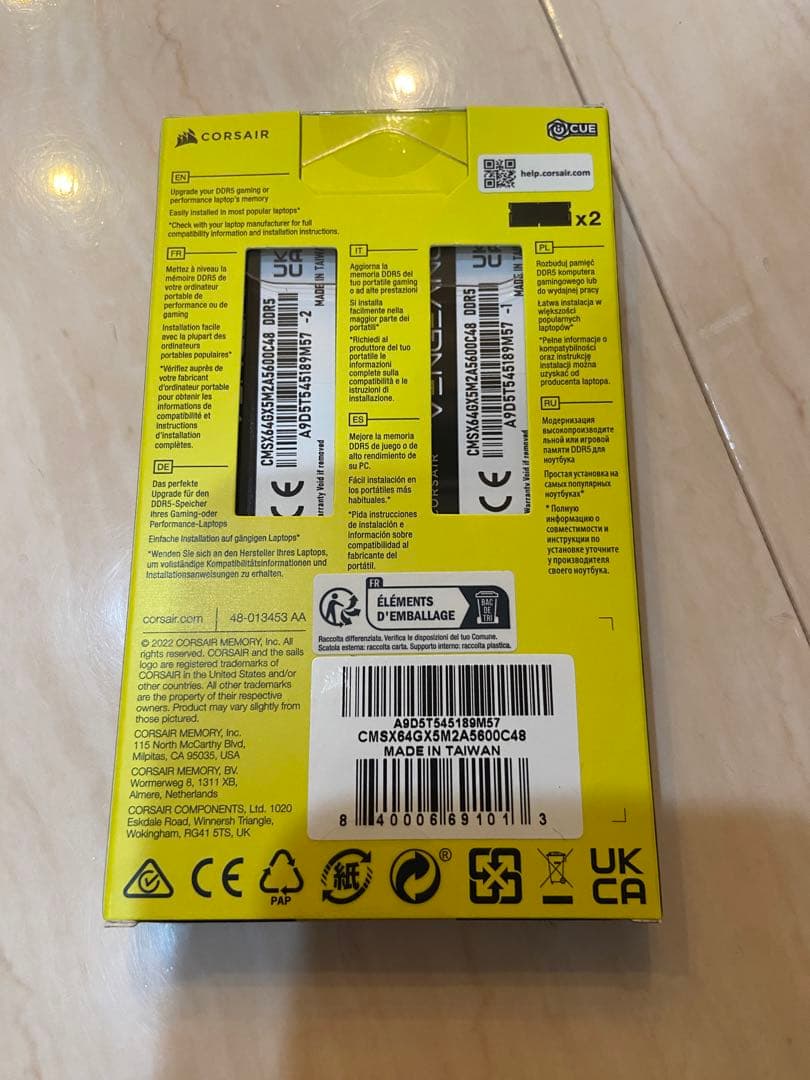 CORSAIR
iCUE
help.corsair.com
x2
EN
Upgrade your DDR5 gaming or
performance laptop's memory
Easily installed in most popular laptops*
*Check with your laptop manufacturer for full
compatibility information and installation instructions.
FR
Mettez à niveau la
mémoire DDR5 de
votre ordinateur
portable de
performance ou de
gaming
Installation facile
avec la plupart des
ordinateurs
portables populaires*
*Vérifiez auprès de
votre fabricant
d'ordinateur portable
pour obtenir les
informations de
compatibilité et
instructions
d'installation
complètes.
DE
Das perfekte
Upgrade für den
DDR5-Speicher
Ihres Gaming-oder
Performance-Laptops
Einfache Installation auf gängigen Laptops*
*Wenden Sie sich an den Hersteller Ihres Laptops,
um vollständige Kompatibilitätsinformationen und
Installationsanweisungen zu erhalten.
CMSX64GX5M2A5600C48 DDR5
A9D5T545189M57 -2
UK
CA
MADE IN TAIWAN
CE
Warranty Void if removed
IT
Aggiorna la
memoria DDR5 del
tuo portatile gaming
o ad alte prestazioni
Si installa
facilmente nella
maggior parte dei
portatili*
*Richiedi al
produttore del tuo
portatile le
informazioni
complete sulla
compatibilità e le
istruzioni di
installazione.
ES
Mejore la memoria
DDR5 de juego o de
alto rendimiento de
su PC.
Fácil instalación en
los portátiles más
habituales.*
*Pida instrucciones
de instalación e
información sobre
compatibilidad al
fabricante del
portátil.
CORSAIR
VENGEANC
CMSX64GX5M2A5600C48 DDR5
A9D5T545189M57 -1
UK
CA
MADE IN TAIW
CE
Warranty Void if removed
PL
Rozbuduj pamięć
DDR5 komputera
gamingowego lub
do wydajnej pracy
Łatwa instalacja w
większości
popularnych
laptopów*
*Pełne informacje o
kompatybilności
oraz instrukcję
instalacji można
uzyskać od
producenta laptopa.
RU
Модернизация
высокопроизводите
льной или игровой
памяти DDR5 для
ноутбука
Простая установка на
самых популярных
ноутбуках*
* Полную
информацию о
совместимости и
инструкции по
установке уточните
у производителя
своего ноутбука.
corsair.com | 48-013453 AA
© 2022 CORSAIR MEMORY, Inc. All
rights reserved. CORSAIR and the sails
logo are registered trademarks of
CORSAIR in the United States and/or
other countries. All other trademarks
are the property of their respective
owners. Product may vary slightly from
those pictured.
CORSAIR MEMORY, Inc.
115 North McCarthy Blvd,
Milpitas, CA 95035, USA
CORSAIR MEMORY, BV.
Wormerweg 8, 1311 XB,
Almere, Netherlands
CORSAIR COMPONENTS, Ltd. 1020
Eskdale Road, Winnersh Triangle,
Wokingham, RG41 5TS, UK
FR
ÉLÉMENTS
D'EMBALLAGE
BAC
DE
TRI
Raccolta differenziata. Verifica le disposizioni del tuo Comune.
Scatola esterna: raccolta carta. Supporto interno: raccolta plastica.
A9D5T545189M57
CMSX64GX5M2A5600C48
MADE IN TAIWAN
8 40006 69101 3
CE
PAP
紙
®
UK
CA